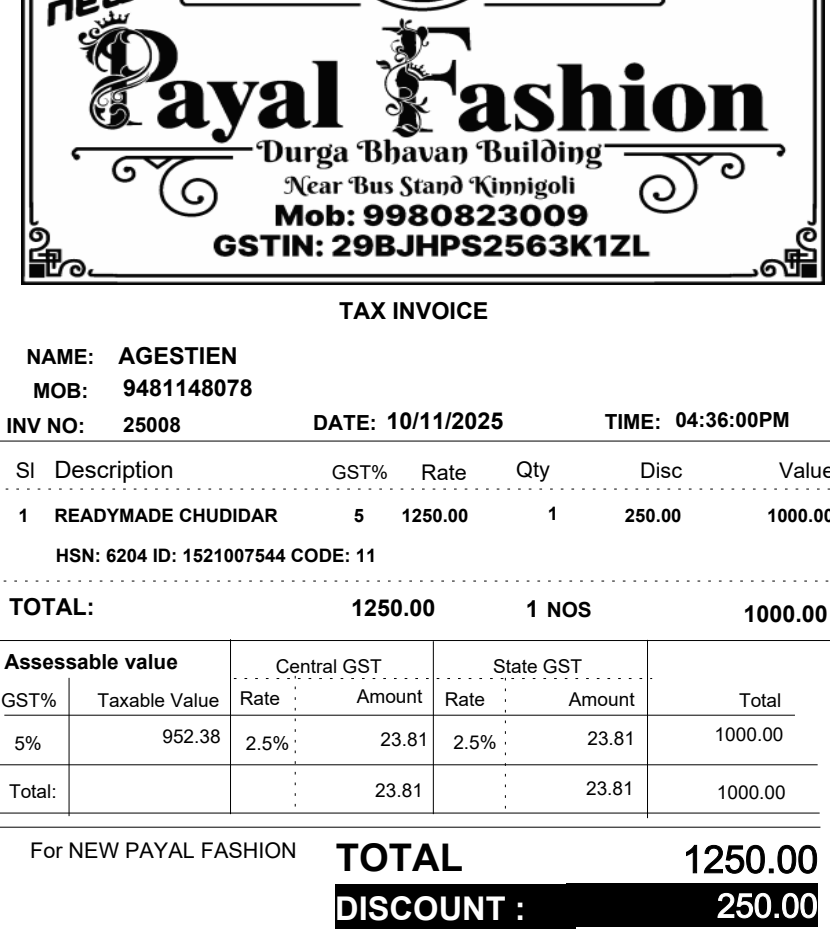 new
Payal Fashion
Durga Bhavan Building
Near Bus Stand Kinnigoli
Mob: 9980823009
GSTIN: 29BJHPS2563K1ZL
TAX INVOICE
NAME: AGESTIEN
MOB: 9481148078
INV NO: 25008 DATE: 10/11/2025 TIME: 04:36:00PM
Sl Description GST% Rate Qty Disc Value
1 READYMADE CHUDIDAR 5 1250.00 1 250.00 1000.00
HSN: 6204 ID: 1521007544 CODE: 11
TOTAL: 1250.00 1 NOS 1000.00
Assessable value Central GST State GST
GST% Taxable Value Rate Amount Rate Amount Total
5% 952.38 2.5% 23.81 2.5% 23.81 1000.00
Total: 23.81 23.81 1000.00
For NEW PAYAL FASHION TOTAL 1250.00
DISCOUNT : 250.00